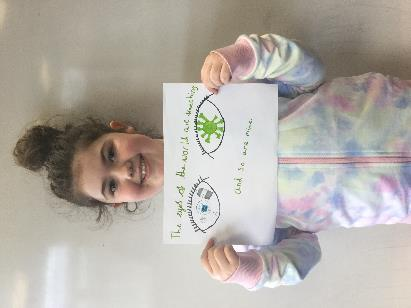 The eyes of the world are watching
and so are mine.